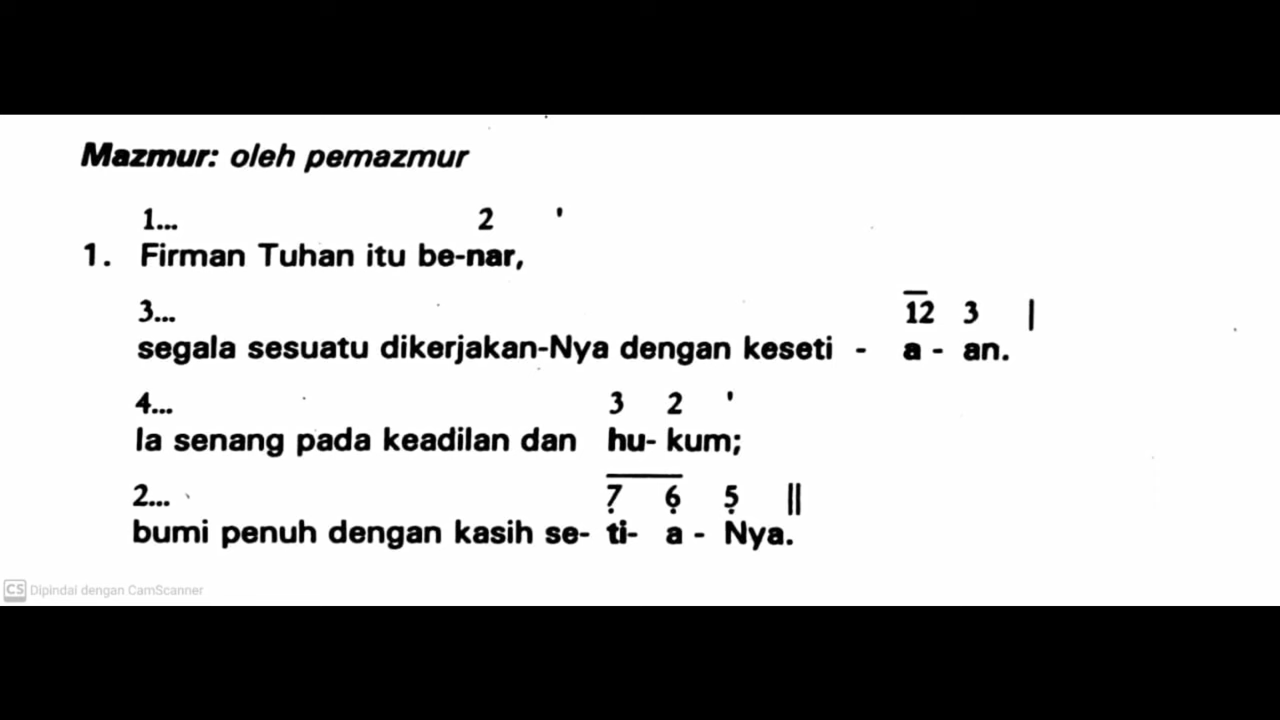 Mazmur: oleh pemazmur
1... 2 '
1. Firman Tuhan itu be-nar,
3... 12 3 |
segala sesuatu dikerjakan-Nya dengan keseti - a - an.
4... 3 2 '
Ia senang pada keadilan dan hu- kum;
2... 7̣ 6̣ 5̣ ||
bumi penuh dengan kasih se- ti- a - Nya.
CS Dipindai dengan CamScanner